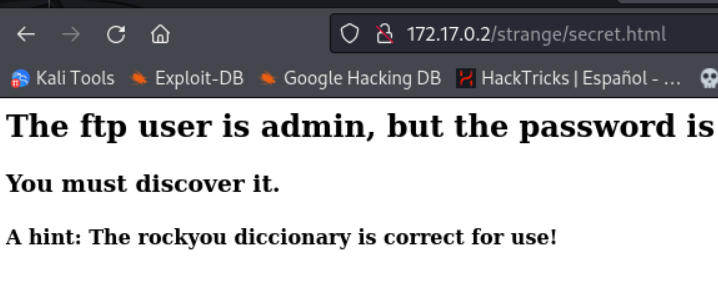 172.17.0.2/strange/secret.html
Kali Tools Exploit-DB Google Hacking DB HackTricks | Español - ...
The ftp user is admin, but the password is
You must discover it.
A hint: The rockyou diccionary is correct for use!